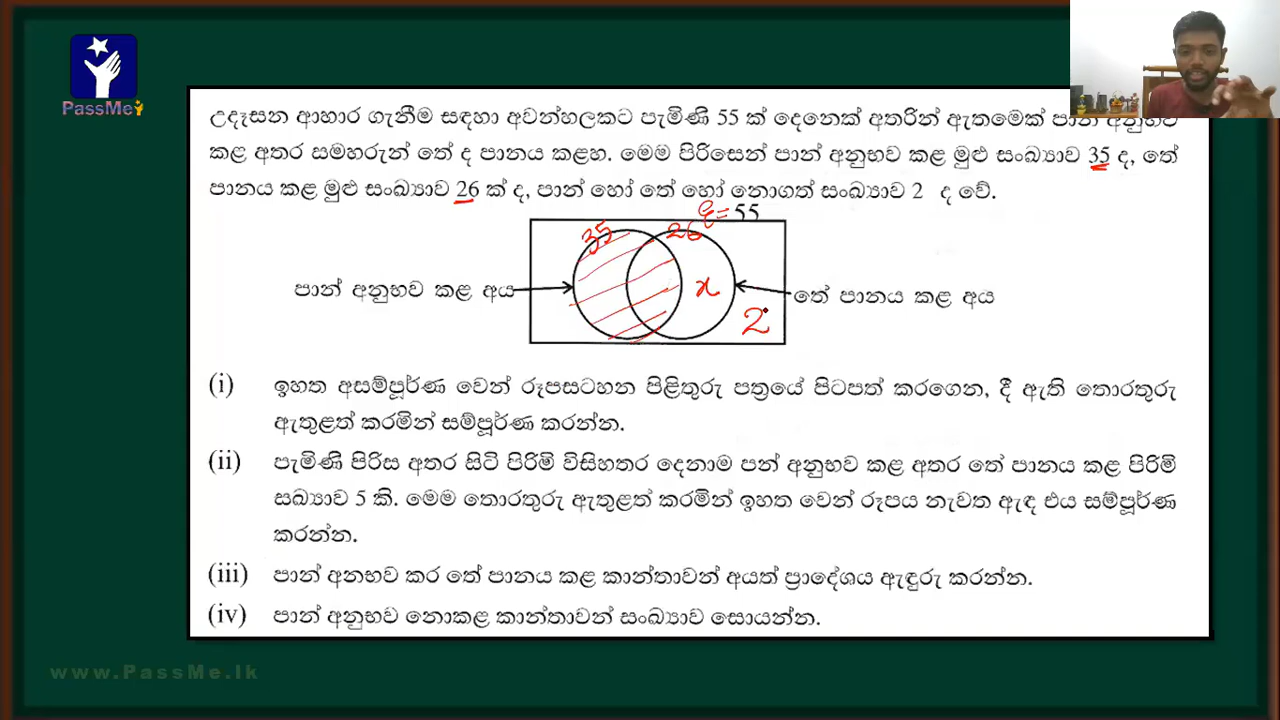 PassMe
උදෑසන ආහාර ගැනීම සඳහා අවන්හලකට පැමිණි 55 ක් දෙනෙක් අතරින් ඇතමෙක් පාන් අනුභව
කළ අතර සමහරුන් තේ ද පානය කළහ. මෙම පිරිසෙන් පාන් අනුභව කළ මුළු සංඛ්‍යාව 35 ද, තේ
පානය කළ මුළු සංඛ්‍යාව 26 ක් ද, පාන් හෝ තේ හෝ නොගත් සංඛ්‍යාව 2 ද වේ.
ε = 55
35 26
පාන් අනුභව කළ අය x තේ පානය කළ අය
2
(i) ඉහත අසම්පූර්ණ වෙන් රූපසටහන පිළිතුරු පත්‍රයේ පිටපත් කරගෙන, දී ඇති තොරතුරු
ඇතුළත් කරමින් සම්පූර්ණ කරන්න.
(ii) පැමිණි පිරිස අතර සිටි පිරිමි විසිහතර දෙනාම පන් අනුභව කළ අතර තේ පානය කළ පිරිමි
සඛ්‍යාව 5 කි. මෙම තොරතුරු ඇතුළත් කරමින් ඉහත වෙන් රූපය නැවත ඇඳ එය සම්පූර්ණ
කරන්න.
(iii) පාන් අනභව කර තේ පානය කළ කාන්තාවන් අයත් ප්‍රාදේශය ඇඳුරු කරන්න.
(iv) පාන් අනුභව නොකළ කාන්තාවන් සංඛ්‍යාව සොයන්න.
www.PassMe.lk